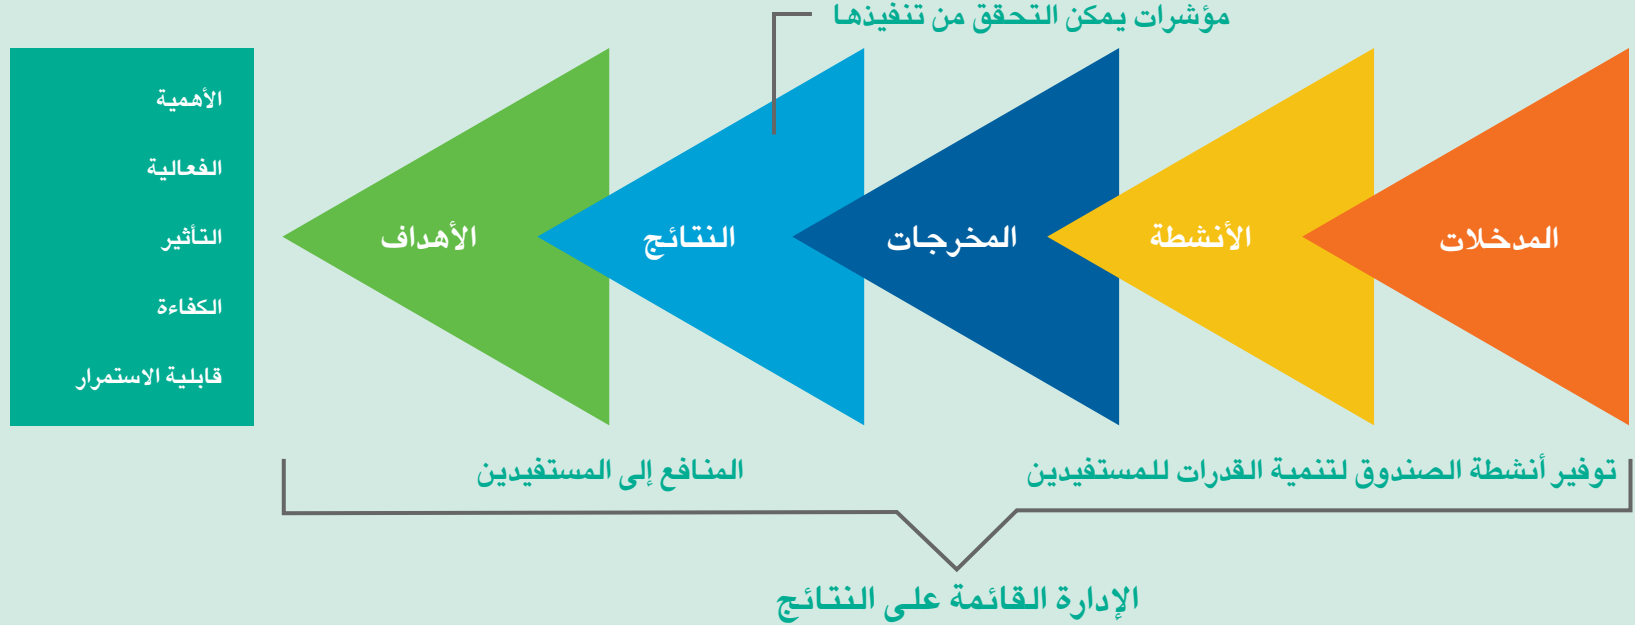 مؤشرات يمكن التحقق من تنفيذها
المدخلات
الأنشطة
المخرجات
النتائج
الأهداف
الأهمية
الفعالية
التأثير
الكفاءة
قابلية الاستمرار
توفير أنشطة الصندوق لتنمية القدرات للمستفيدين
المنافع إلى المستفيدين
الإدارة القائمة على النتائج